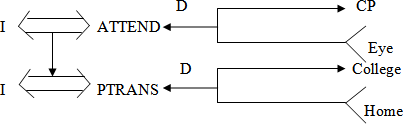 D CP
I ATTEND
Eye
D College
I PTRANS
Home